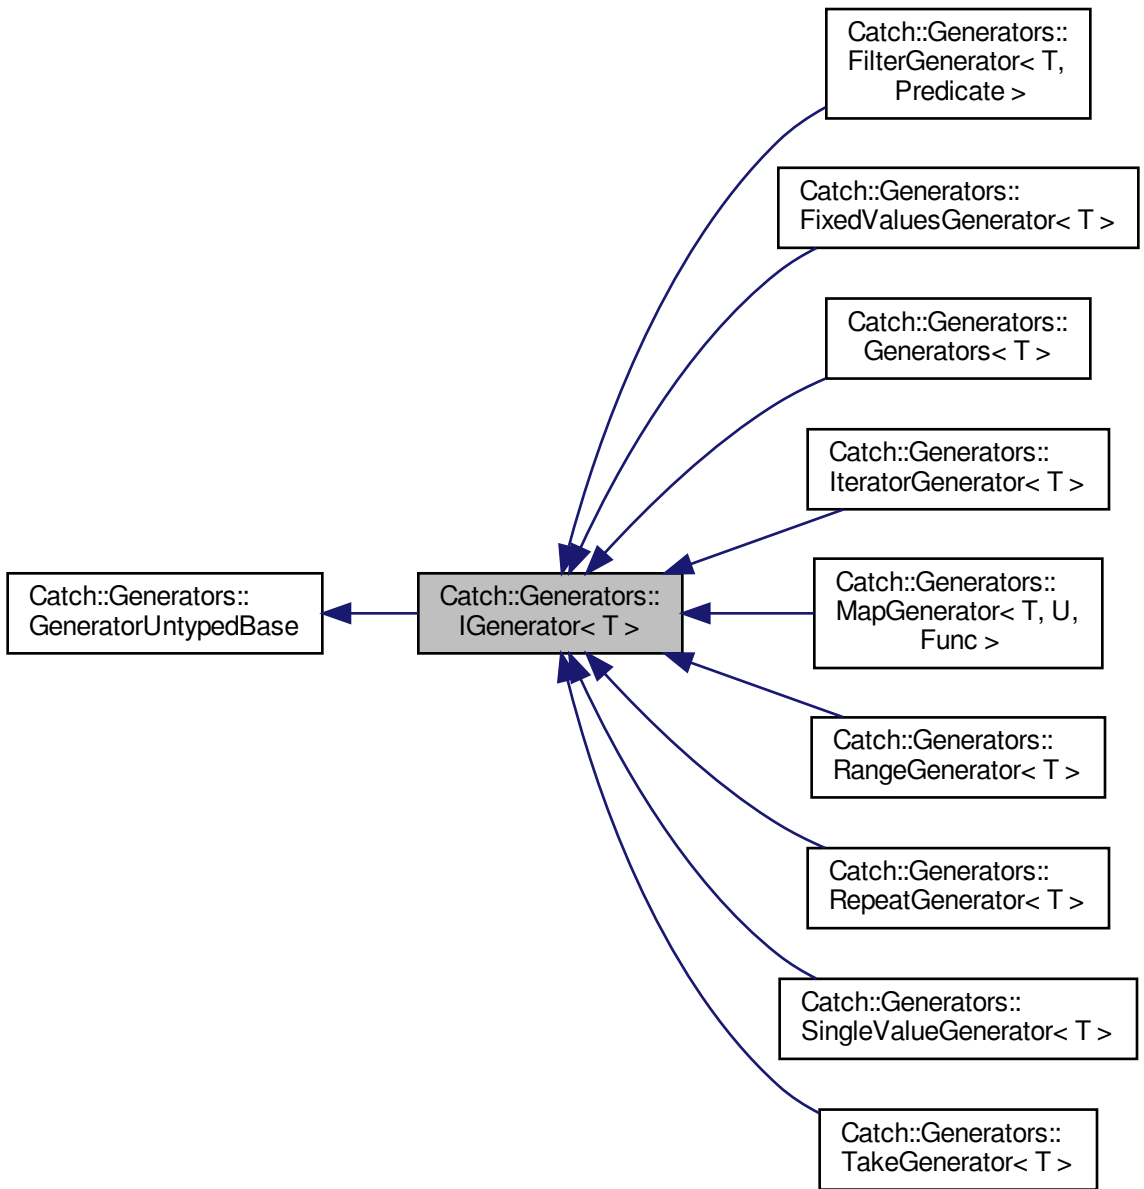 Catch::Generators::
FilterGenerator< T,
Predicate >
Catch::Generators::
FixedValuesGenerator< T >
Catch::Generators::
Generators< T >
Catch::Generators::
IteratorGenerator< T >
Catch::Generators::
GeneratorUntypedBase
Catch::Generators::
IGenerator< T >
Catch::Generators::
MapGenerator< T, U,
Func >
Catch::Generators::
RangeGenerator< T >
Catch::Generators::
RepeatGenerator< T >
Catch::Generators::
SingleValueGenerator< T >
Catch::Generators::
TakeGenerator< T >